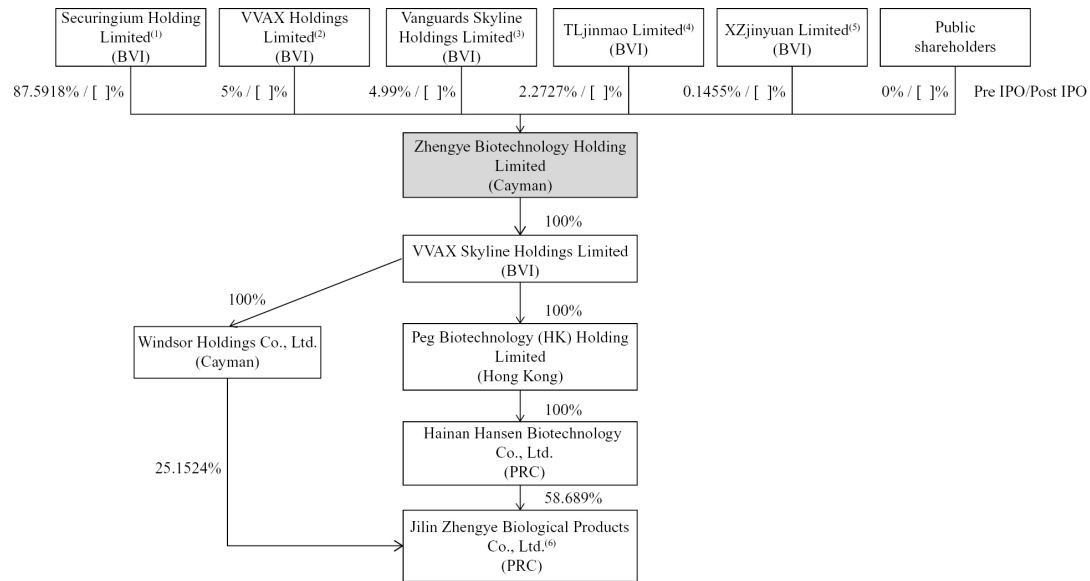 Securingium Holding
Limited(1)
(BVI)
VVAX Holdings
Limited(2)
(BVI)
Vanguards Skyline
Holdings Limited(3)
(BVI)
TLjinmao Limited(4)
(BVI)
XZjinyuan Limited(5)
(BVI)
Public
shareholders
87.5918% / [  ]%
5% / [  ]%
4.99% / [  ]%
2.2727% / [  ]%
0.1455% / [  ]%
0% / [  ]%
Pre IPO/Post IPO
Zhengye Biotechnology Holding
Limited
(Cayman)
100%
VVAX Skyline Holdings Limited
(BVI)
100%
100%
Windsor Holdings Co., Ltd.
(Cayman)
Peg Biotechnology (HK) Holding
Limited
(Hong Kong)
100%
Hainan Hansen Biotechnology
Co., Ltd.
(PRC)
25.1524%
58.689%
Jilin Zhengye Biological Products
Co., Ltd.(6)
(PRC)